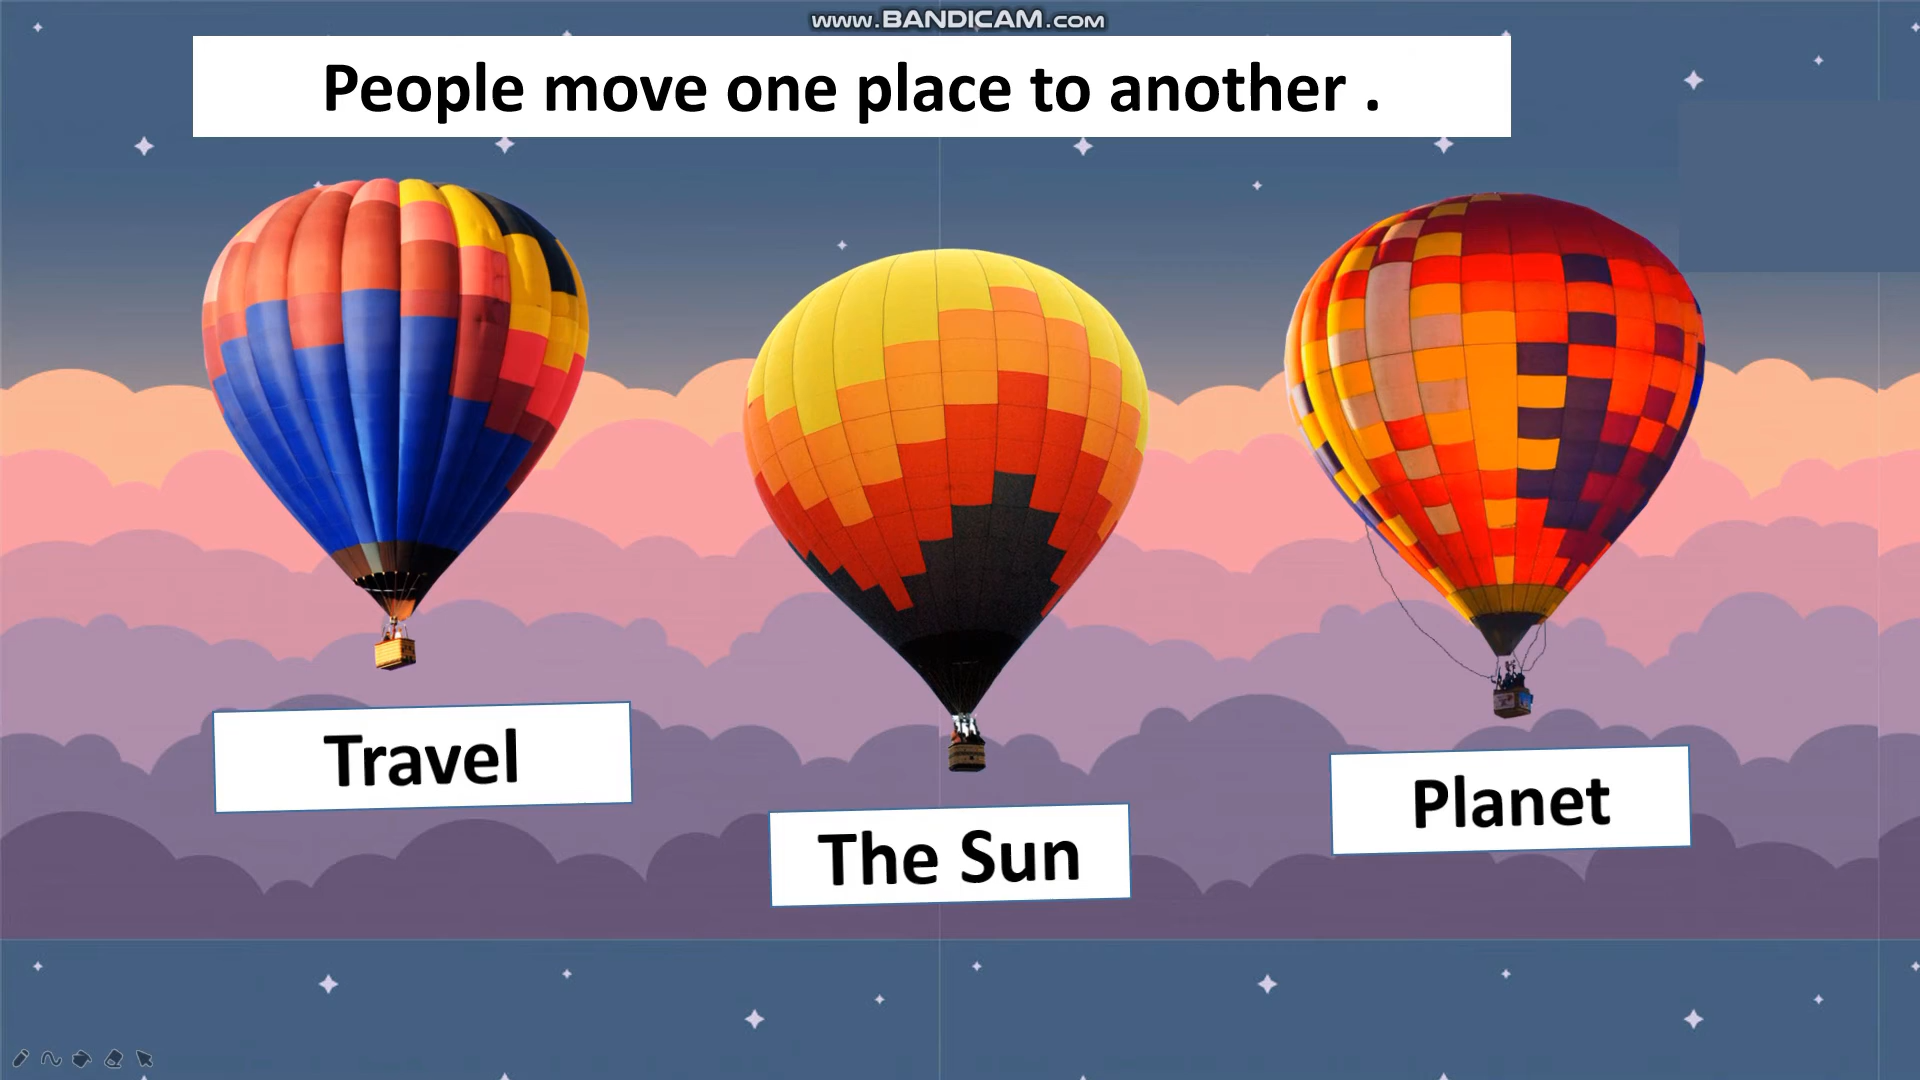 www.BANDICAM.com
People move one place to another .
Travel
The Sun
Planet